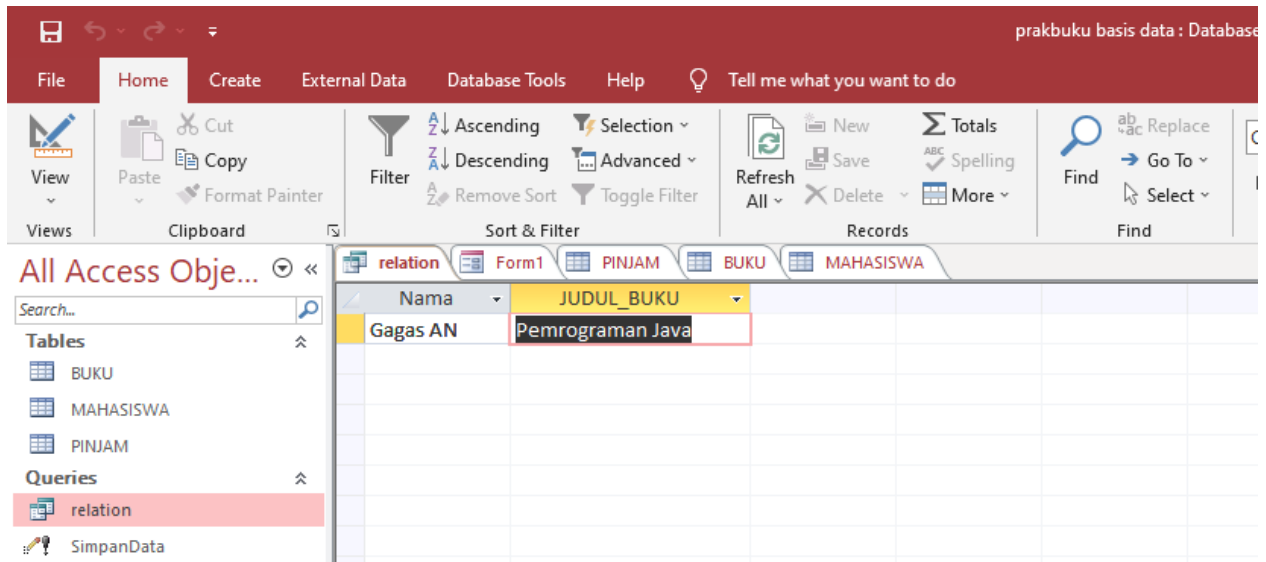 prakbuku basis data : Database
File Home Create External Data Database Tools Help Tell me what you want to do
View
Paste
Cut
Copy
Format Painter
Filter
Ascending
Descending
Remove Sort
Selection
Advanced
Toggle Filter
Refresh
All
New
Save
Delete
Totals
Spelling
More
Find
Replace
Go To
Select
Views Clipboard Sort & Filter Records Find
All Access Obje...
Search...
Tables
BUKU
MAHASISWA
PINJAM
Queries
relation
SimpanData
relation Form1 PINJAM BUKU MAHASISWA
Nama JUDUL_BUKU
Gagas AN Pemrograman Java